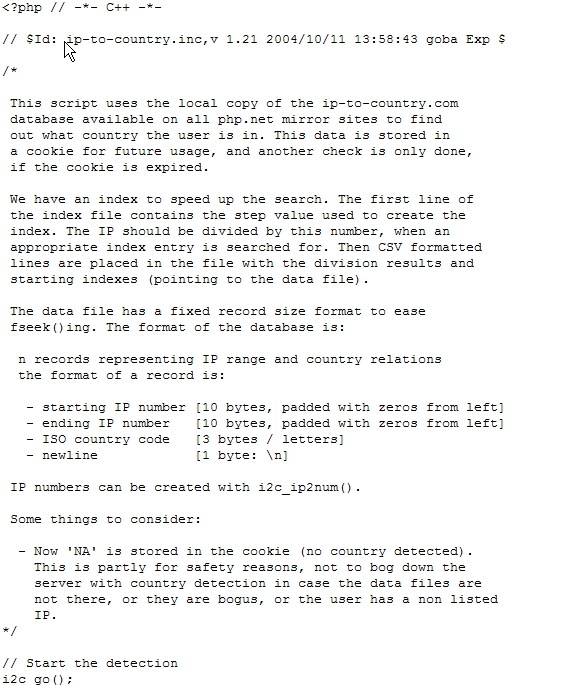 <?php // -*- C++ -*-
// $Id: ip-to-country.inc,v 1.21 2004/10/11 13:58:43 goba Exp $
/*
This script uses the local copy of the ip-to-country.com
database available on all php.net mirror sites to find
out what country the user is in. This data is stored in
a cookie for future usage, and another check is only done,
if the cookie is expired.
We have an index to speed up the search. The first line of
the index file contains the step value used to create the
index. The IP should be divided by this number, when an
appropriate index entry is searched for. Then CSV formatted
lines are placed in the file with the division results and
starting indexes (pointing to the data file).
The data file has a fixed record size format to ease
fseek()ing. The format of the database is:
n records representing IP range and country relations
the format of a record is:
- starting IP number [10 bytes, padded with zeros from left]
- ending IP number   [10 bytes, padded with zeros from left]
- ISO country code   [3 bytes / letters]
- newline            [1 byte: \n]
IP numbers can be created with i2c_ip2num().
Some things to consider:
- Now 'NA' is stored in the cookie (no country detected).
This is partly for safety reasons, not to bog down the
server with country detection in case the data files are
not there, or they are bogus, or the user has a non listed
IP.
*/
// Start the detection
i2c_go();